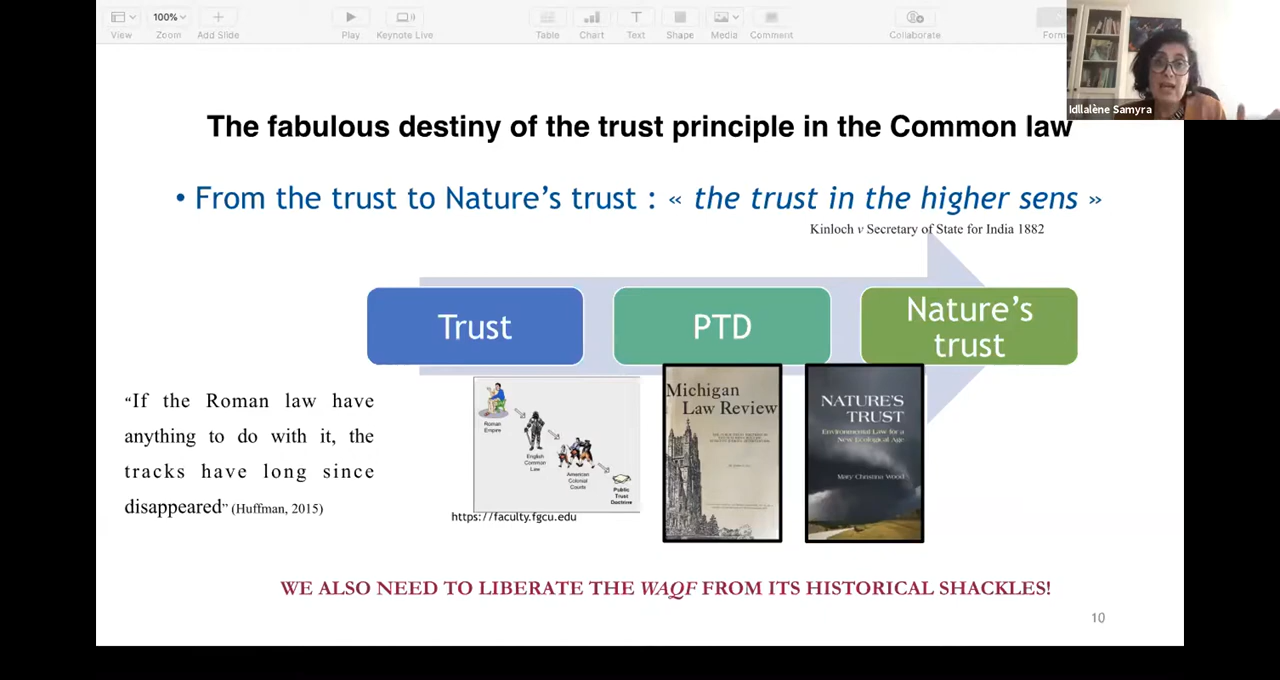 View
100%
Zoom
Add Slide
Play
Keynote Live
Table
Chart
Text
Shape
Media
Comment
Collaborate
Form
Idllalène Samyra
The fabulous destiny of the trust principle in the Common law
• From the trust to Nature's trust : « the trust in the higher sens »
Kinloch v Secretary of State for India 1882
Trust
PTD
Nature's
trust
“If the Roman law have
anything to do with it, the
tracks have long since
disappeared” (Huffman, 2015)
Roman
Empire
English
Common
Law
American
Colonial
Courts
Public
Trust
Doctrine
https://faculty.fgcu.edu
Michigan
Law Review
NATURE'S
TRUST
Environmental Law for a
New Ecological Age
Mary Christina Wood
WE ALSO NEED TO LIBERATE THE WAQF FROM ITS HISTORICAL SHACKLES!
10